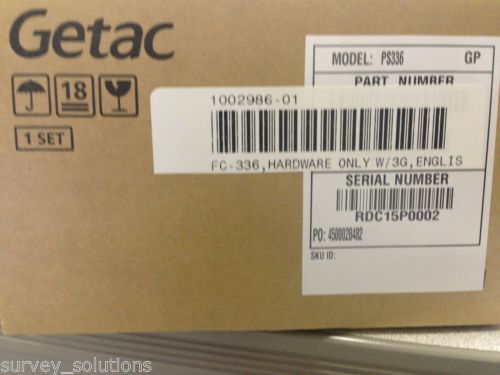 Getac
18
1 SET
MODEL: PS336 GP
PART NUMBER
1002986-01
FC-336,HARDWARE ONLY W/3G,ENGLIS
SERIAL NUMBER
RDC15P0002
PO: 4500028482
SKU ID:
survey_solutions